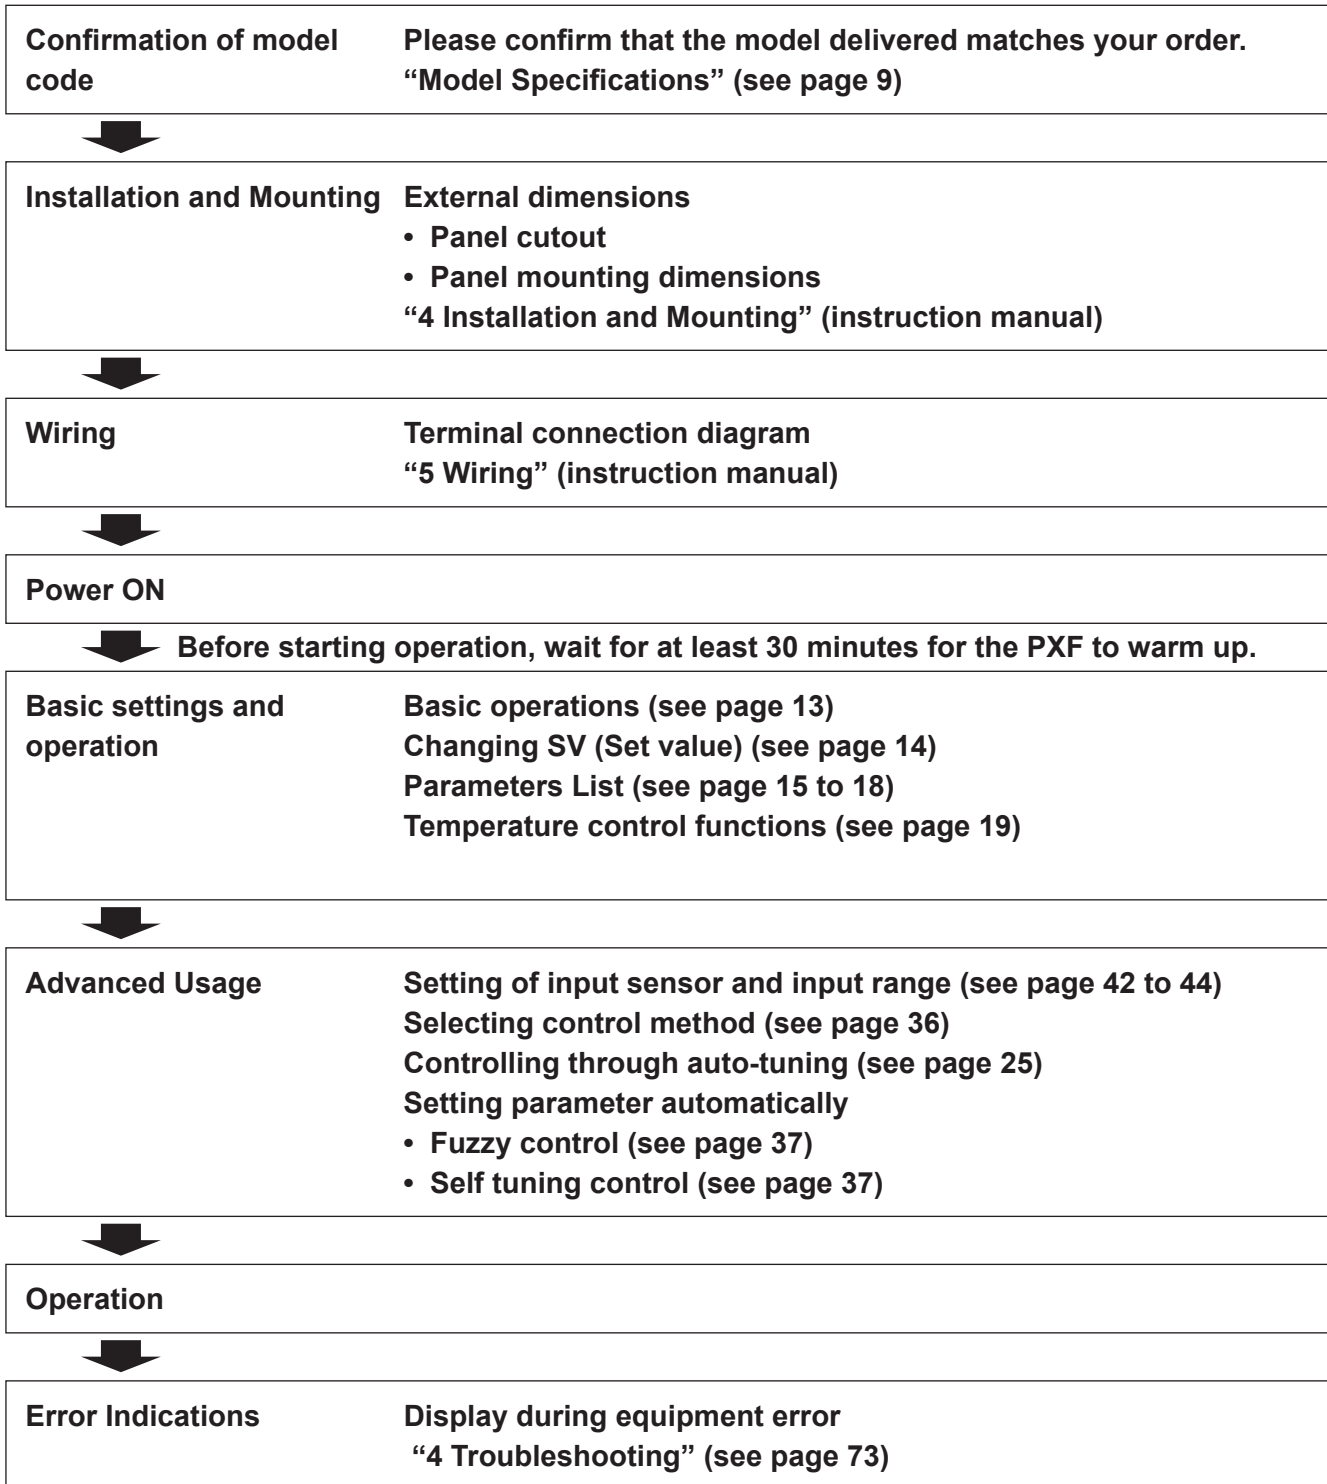 Confirmation of model code
Please confirm that the model delivered matches your order.
“Model Specifications” (see page 9)
Installation and Mounting
External dimensions
• Panel cutout
• Panel mounting dimensions
“4 Installation and Mounting” (instruction manual)
Wiring
Terminal connection diagram
“5 Wiring” (instruction manual)
Power ON
Before starting operation, wait for at least 30 minutes for the PXF to warm up.
Basic settings and operation
Basic operations (see page 13)
Changing SV (Set value) (see page 14)
Parameters List (see page 15 to 18)
Temperature control functions (see page 19)
Advanced Usage
Setting of input sensor and input range (see page 42 to 44)
Selecting control method (see page 36)
Controlling through auto-tuning (see page 25)
Setting parameter automatically
• Fuzzy control (see page 37)
• Self tuning control (see page 37)
Operation
Error Indications
Display during equipment error
“4 Troubleshooting” (see page 73)